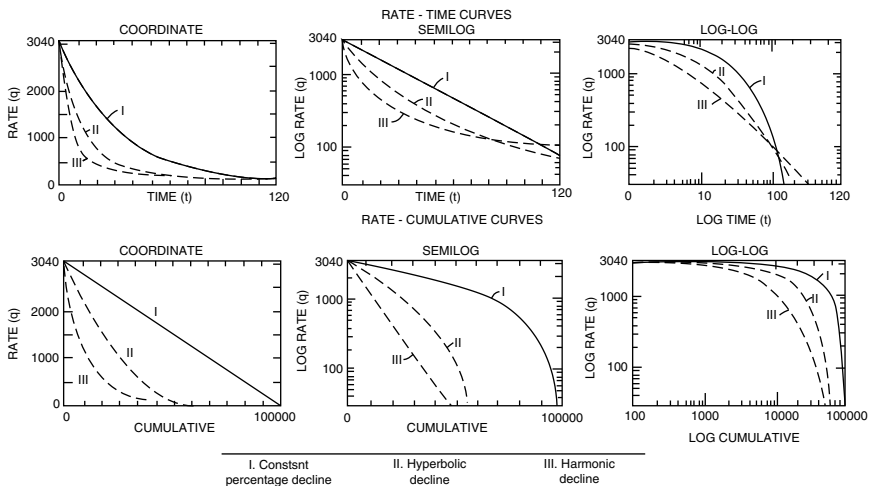 RATE - TIME CURVES
COORDINATE
SEMILOG
LOG-LOG
RATE (q)
3040
2000
1000
0
I
II
III
0
TIME (t)
120
LOG RATE (q)
3040
1000
100
I
II
III
0
TIME (t)
120
LOG RATE (q)
3040
1000
100
I
II
III
0
10
100
120
LOG TIME (t)
RATE - CUMULATIVE CURVES
COORDINATE
SEMILOG
LOG-LOG
RATE (q)
3040
2000
1000
0
I
II
III
0
100000
CUMULATIVE
LOG RATE (q)
3040
1000
100
I
II
III
0
100000
CUMULATIVE
LOG RATE (q)
3040
1000
100
I
II
III
100
1000
10000
100000
LOG CUMULATIVE
I. Constsnt
percentage decline
II. Hyperbolic
decline
III. Harmonic
decline